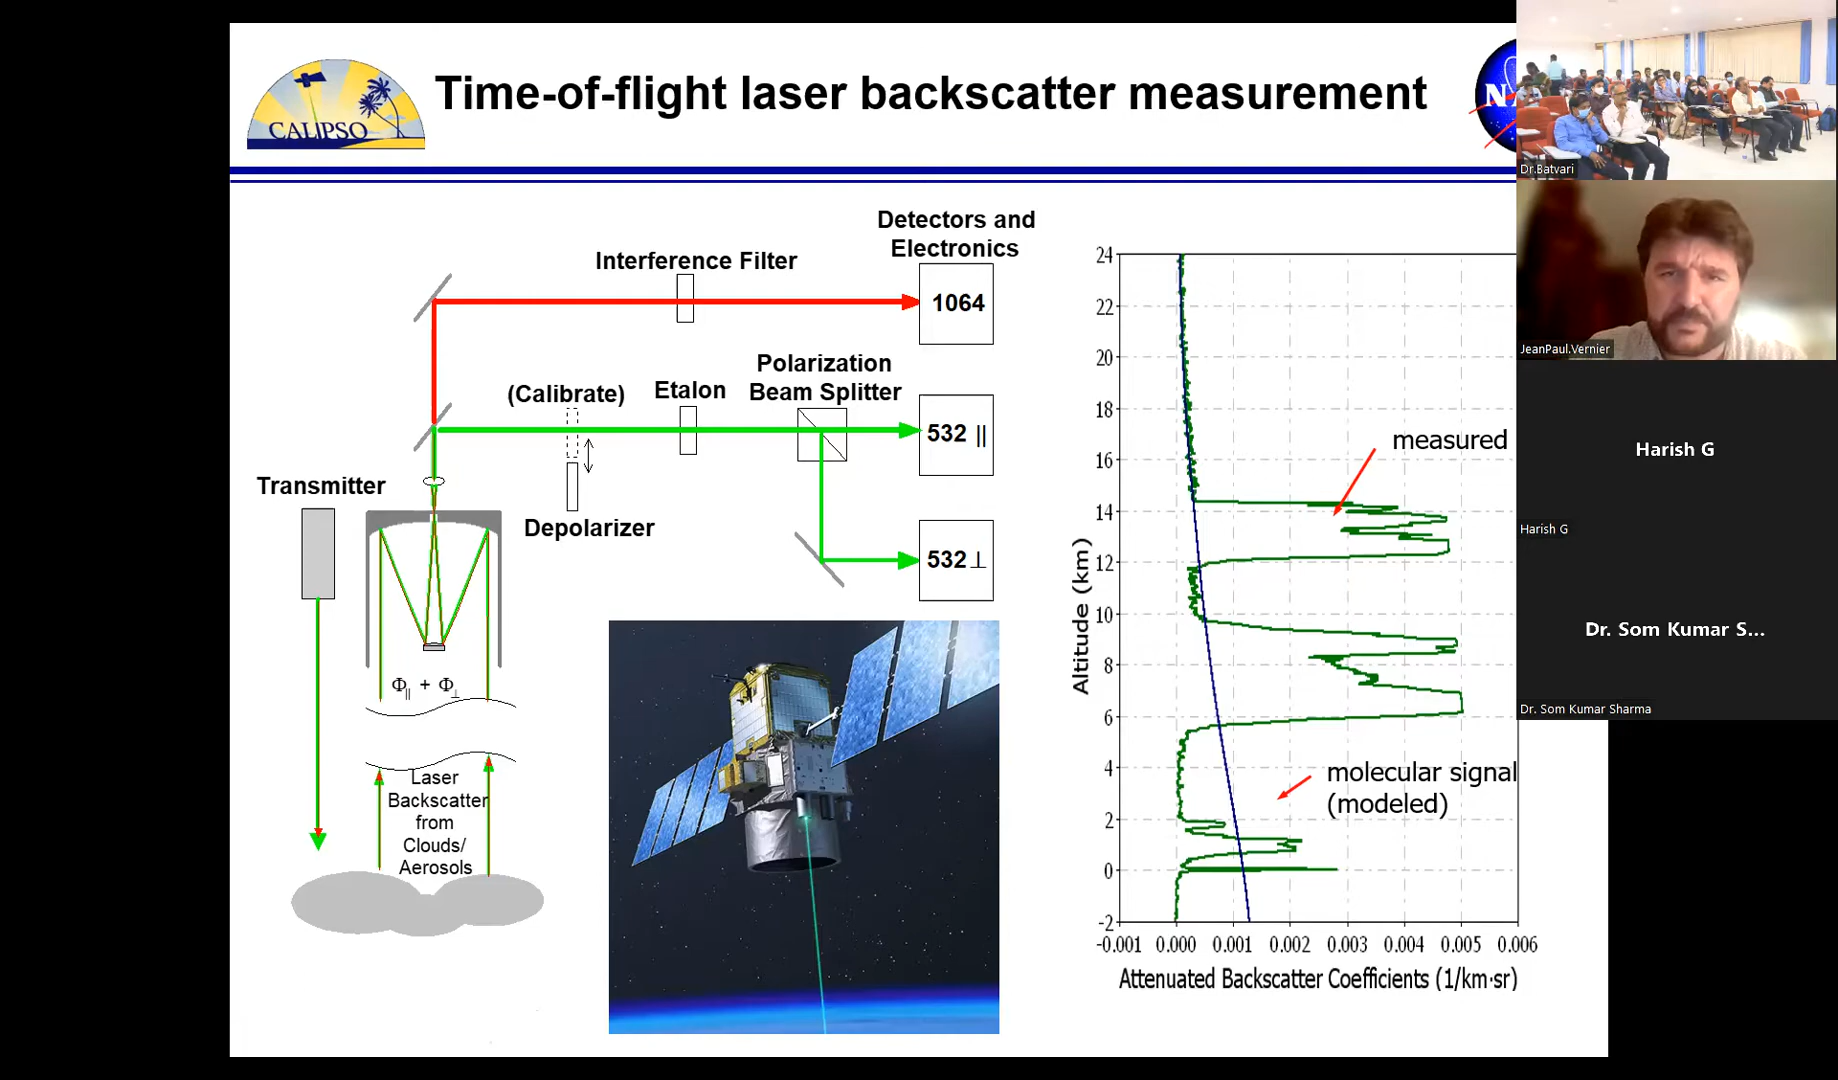 CALIPSO
Time-of-flight laser backscatter measurement
Dr.Batvari
JeanPaul.Vernier
Harish G
Harish G
Dr. Som Kumar S...
Dr. Som Kumar Sharma
Detectors and
Electronics
Interference Filter
1064
Polarization
Beam Splitter
(Calibrate)
Etalon
532 ||
Transmitter
Depolarizer
532 ⊥
Φ|| + Φ⊥
Laser
Backscatter
from
Clouds/
Aerosols
24
22
20
18
16
14
12
10
8
6
4
2
0
-2
Altitude (km)
measured
molecular signal
(modeled)
-0.001 0.000 0.001 0.002 0.003 0.004 0.005 0.006
Attenuated Backscatter Coefficients (1/km·sr)